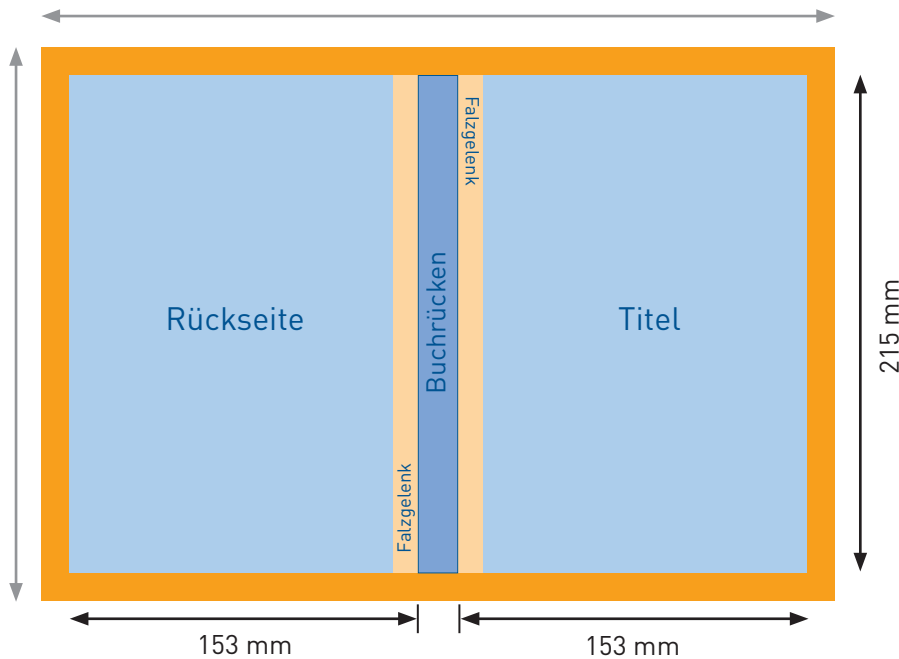 Falzgelenk
Rückseite
Buchrücken
Titel
215 mm
Falzgelenk
153 mm
153 mm